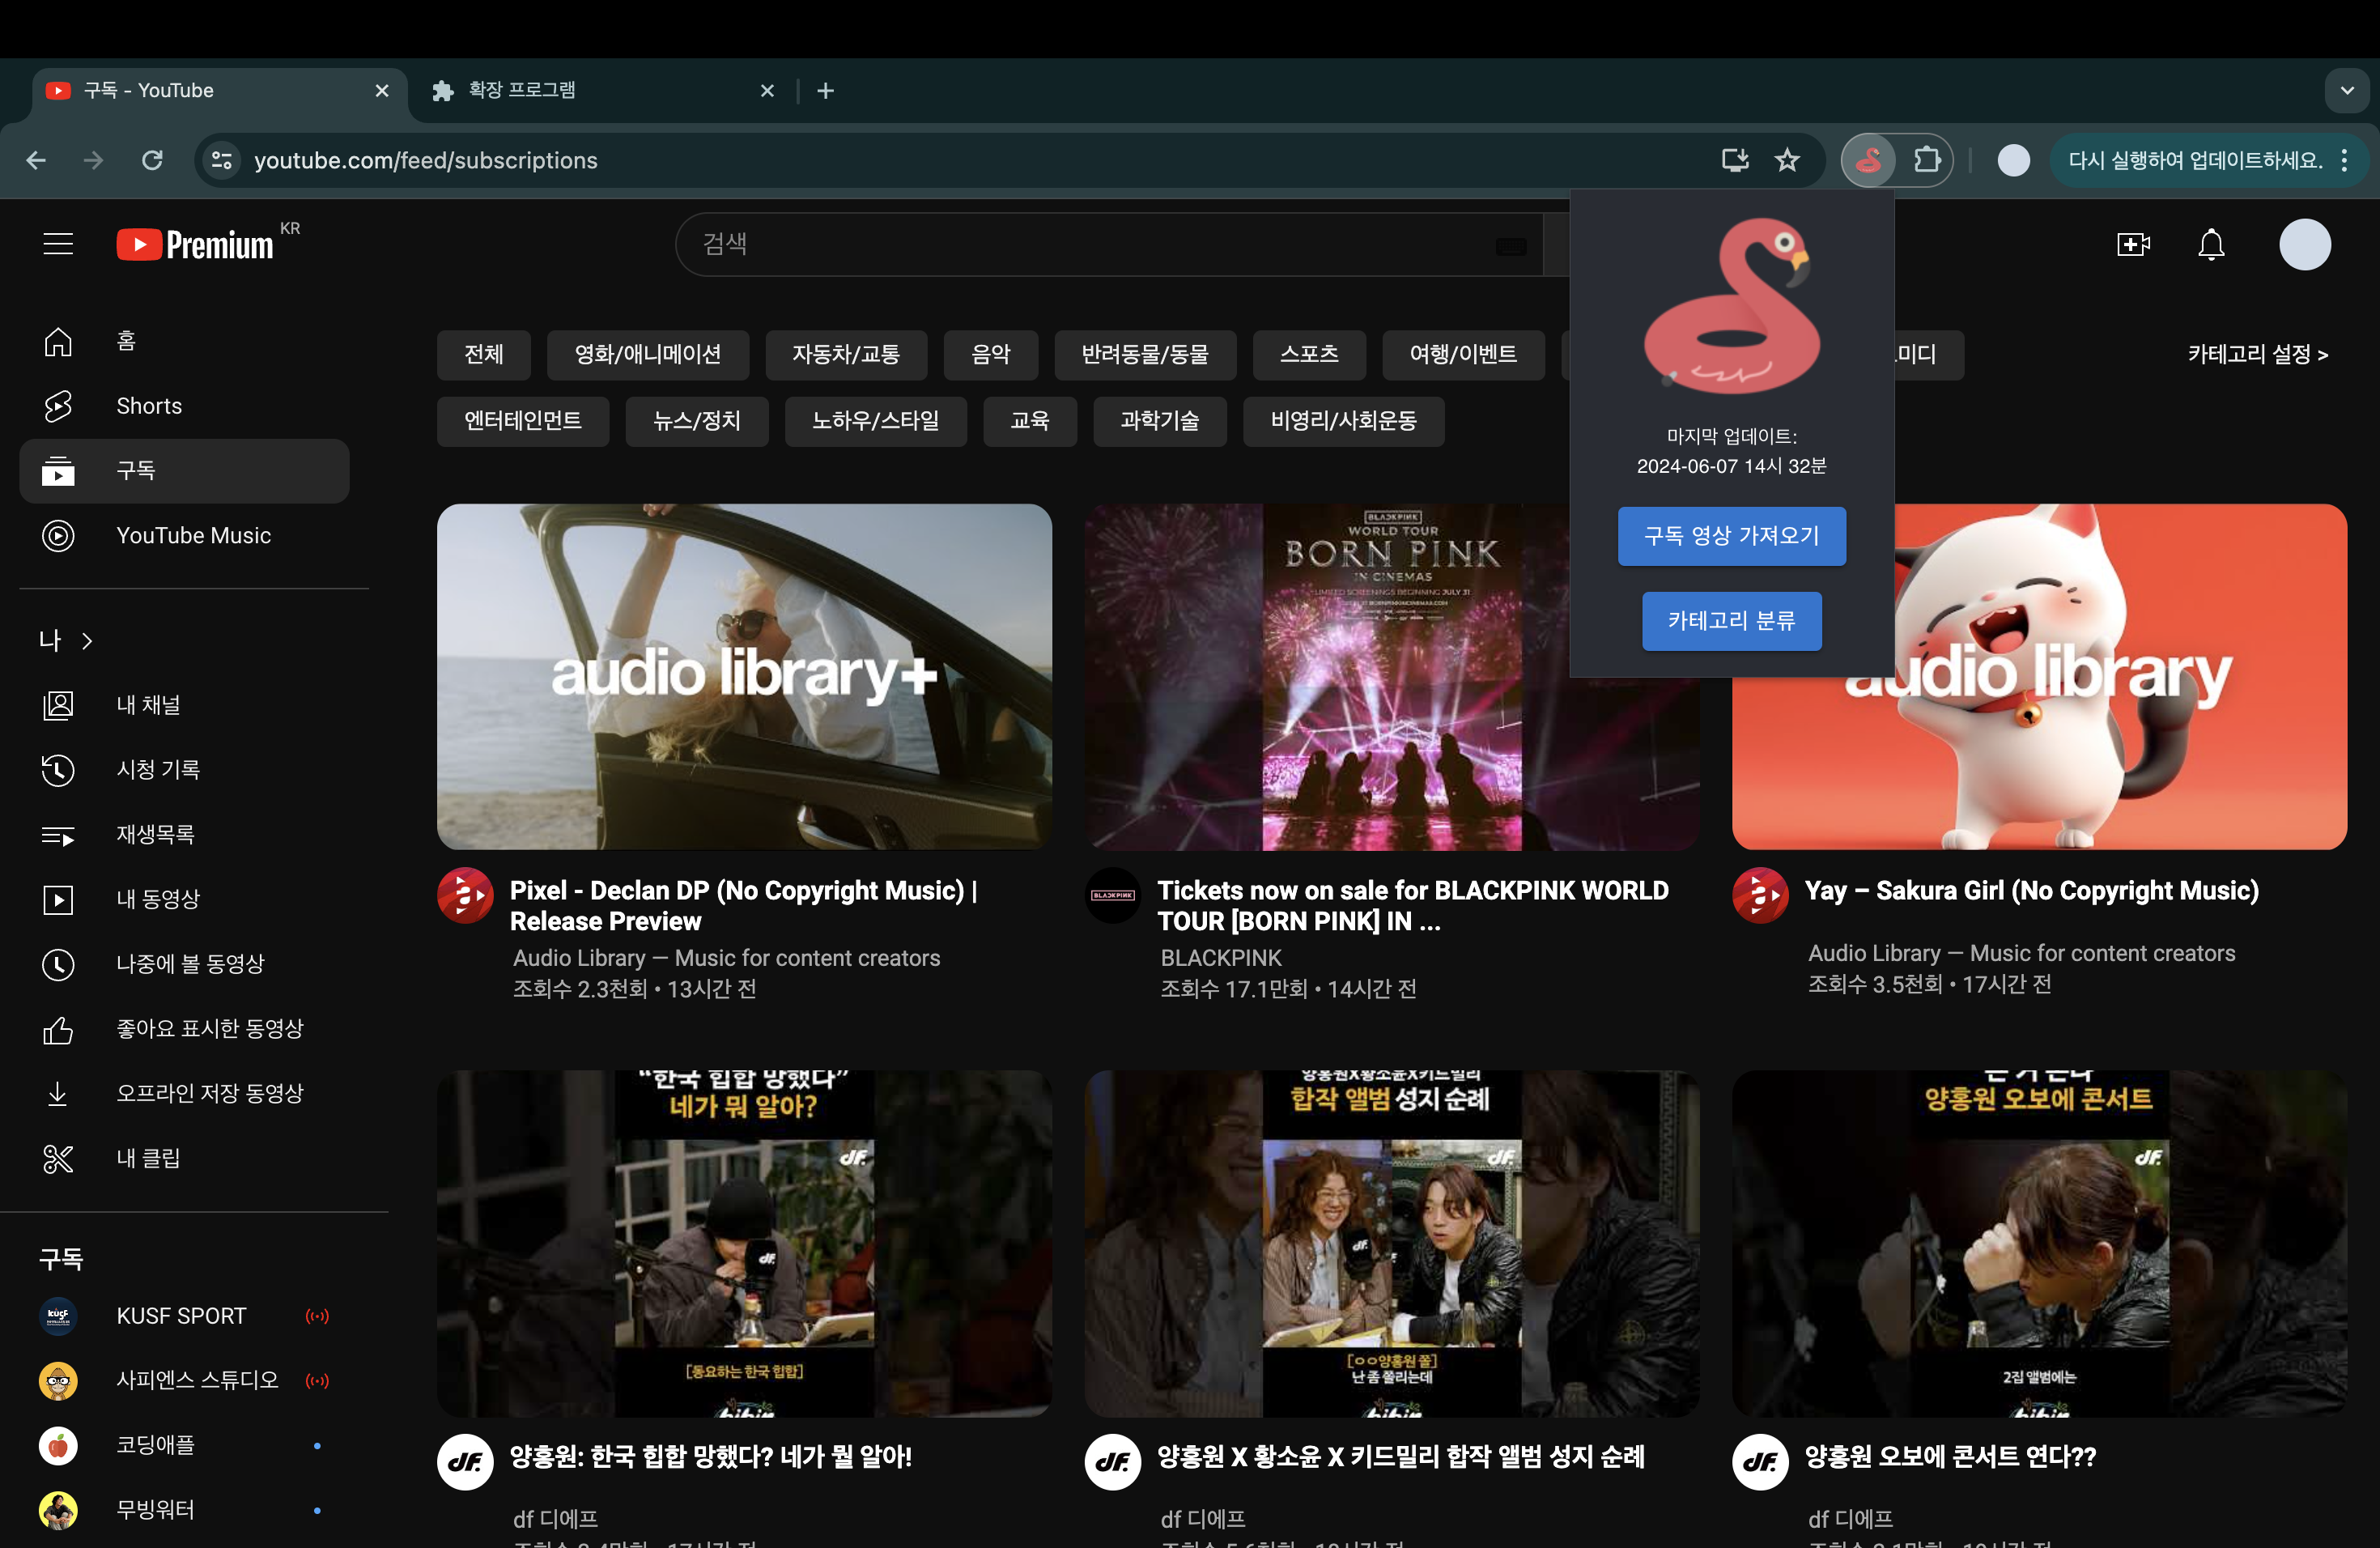 구독 - YouTube
확장 프로그램
youtube.com/feed/subscriptions
다시 실행하여 업데이트하세요.
Premium KR
검색
홈
Shorts
구독
YouTube Music
나
내 채널
시청 기록
재생목록
내 동영상
나중에 볼 동영상
좋아요 표시한 동영상
오프라인 저장 동영상
내 클립
구독
KUSF SPORT
사피엔스 스튜디오
코딩애플
무빙워터
전체 영화/애니메이션 자동차/교통 음악 반려동물/동물 스포츠 여행/이벤트 미디 카테고리 설정 >
엔터테인먼트 뉴스/정치 노하우/스타일 교육 과학기술 비영리/사회운동
마지막 업데이트:
2024-06-07 14시 32분
구독 영상 가져오기
카테고리 분류
audio library+
BLACKPINK
WORLD TOUR
BORN PINK
IN CINEMAS
LIMITED SCREENINGS BEGINNING JULY 31
audio library
Pixel - Declan DP (No Copyright Music) |
Release Preview
Audio Library — Music for content creators
조회수 2.3천회 • 13시간 전
BLACKPINK
Tickets now on sale for BLACKPINK WORLD
TOUR [BORN PINK] IN ...
BLACKPINK
조회수 17.1만회 • 14시간 전
Yay – Sakura Girl (No Copyright Music)
Audio Library — Music for content creators
조회수 3.5천회 • 17시간 전
“한국 힙합 망했다”
네가 뭐 알아?
df.
df.
[동요하는 한국 힙합]
양홍원X황소윤X키드밀리
합작 앨범 성지 순례
df.
df.
[ㅇㅇ양홍원 쫄]
난 좀 쫄리는데
양홍원 오보에 콘서트
df.
2집 앨범에는
df.
양홍원: 한국 힙합 망했다? 네가 뭘 알아!
df 디에프
df.
양홍원 X 황소윤 X 키드밀리 합작 앨범 성지 순례
df 디에프
df.
양홍원 오보에 콘서트 연다??
df 디에프